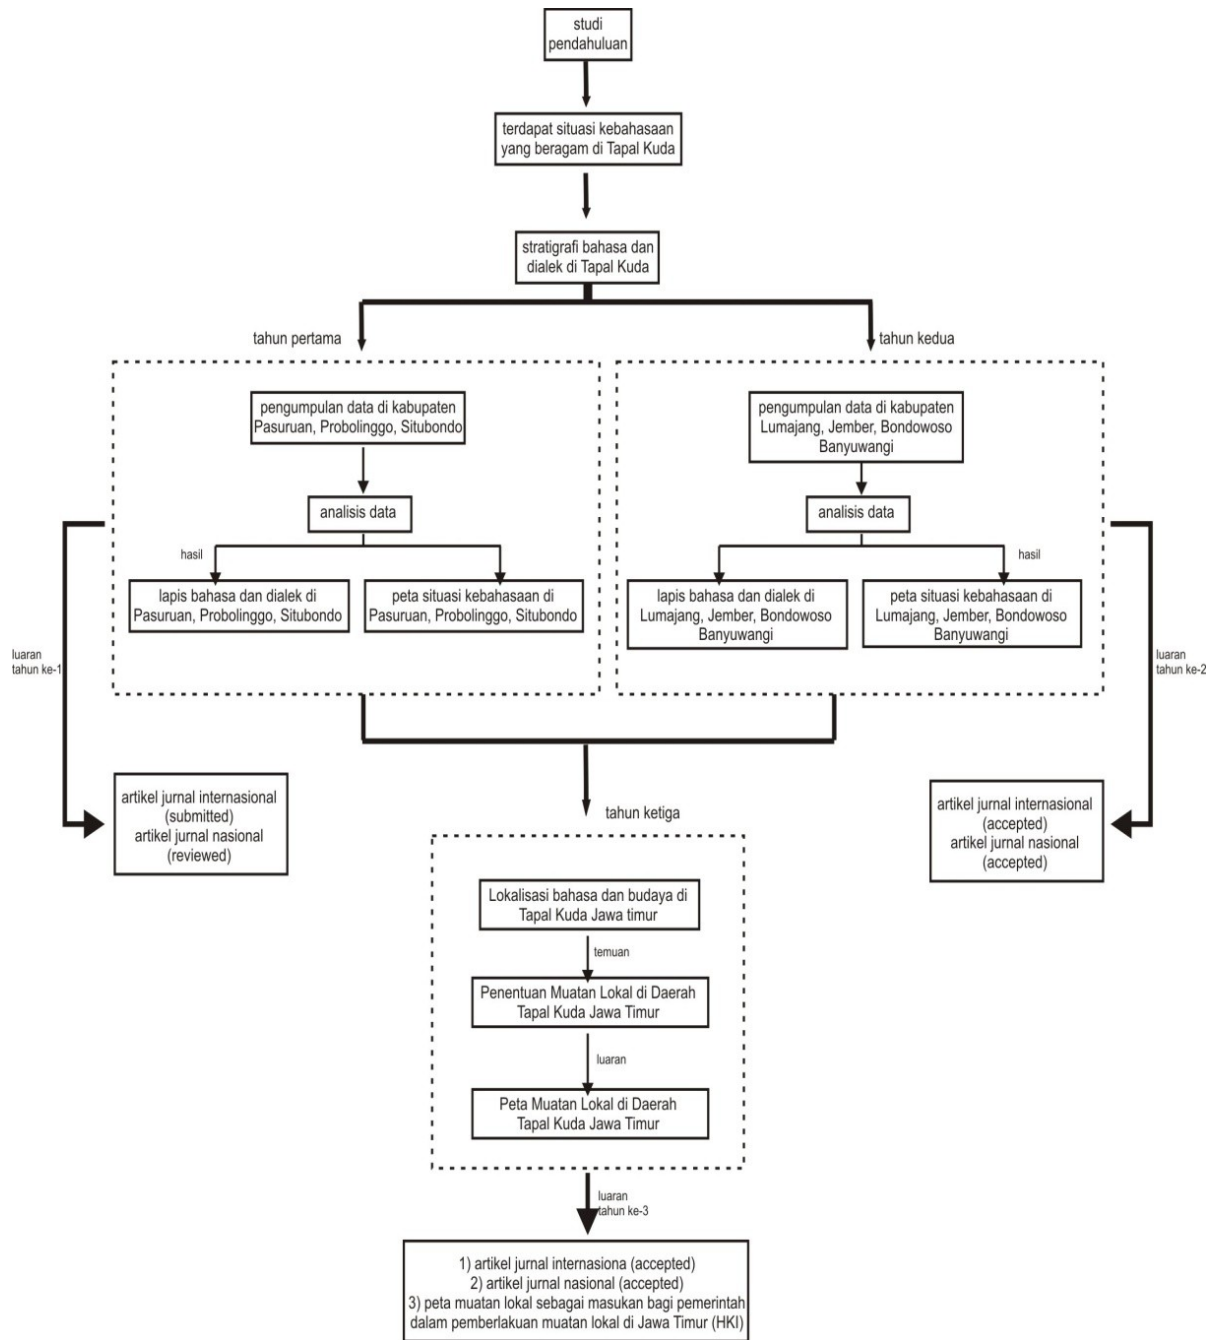 studi
pendahuluan
terdapat situasi kebahasaan
yang beragam di Tapal Kuda
stratigrafi bahasa dan
dialek di Tapal Kuda
tahun pertama
pengumpulan data di kabupaten
Pasuruan, Probolinggo, Situbondo
analisis data
hasil
lapis bahasa dan dialek di
Pasuruan, Probolinggo, Situbondo
peta situasi kebahasaan di
Pasuruan, Probolinggo, Situbondo
luaran
tahun ke-1
artikel jurnal internasional
(submitted)
artikel jurnal nasional
(reviewed)
tahun kedua
pengumpulan data di kabupaten
Lumajang, Jember, Bondowoso
Banyuwangi
analisis data
hasil
lapis bahasa dan dialek di
Lumajang, Jember, Bondowoso
Banyuwangi
peta situasi kebahasaan di
Lumajang, Jember, Bondowoso
Banyuwangi
luaran
tahun ke-2
artikel jurnal internasional
(accepted)
artikel jurnal nasional
(accepted)
tahun ketiga
Lokalisasi bahasa dan budaya di
Tapal Kuda Jawa timur
temuan
Penentuan Muatan Lokal di Daerah
Tapal Kuda Jawa Timur
luaran
Peta Muatan Lokal di Daerah
Tapal Kuda Jawa Timur
luaran
tahun ke-3
1) artikel jurnal internasiona (accepted)
2) artikel jurnal nasional (accepted)
3) peta muatan lokal sebagai masukan bagi pemerintah
dalam pemberlakuan muatan lokal di Jawa Timur (HKI)